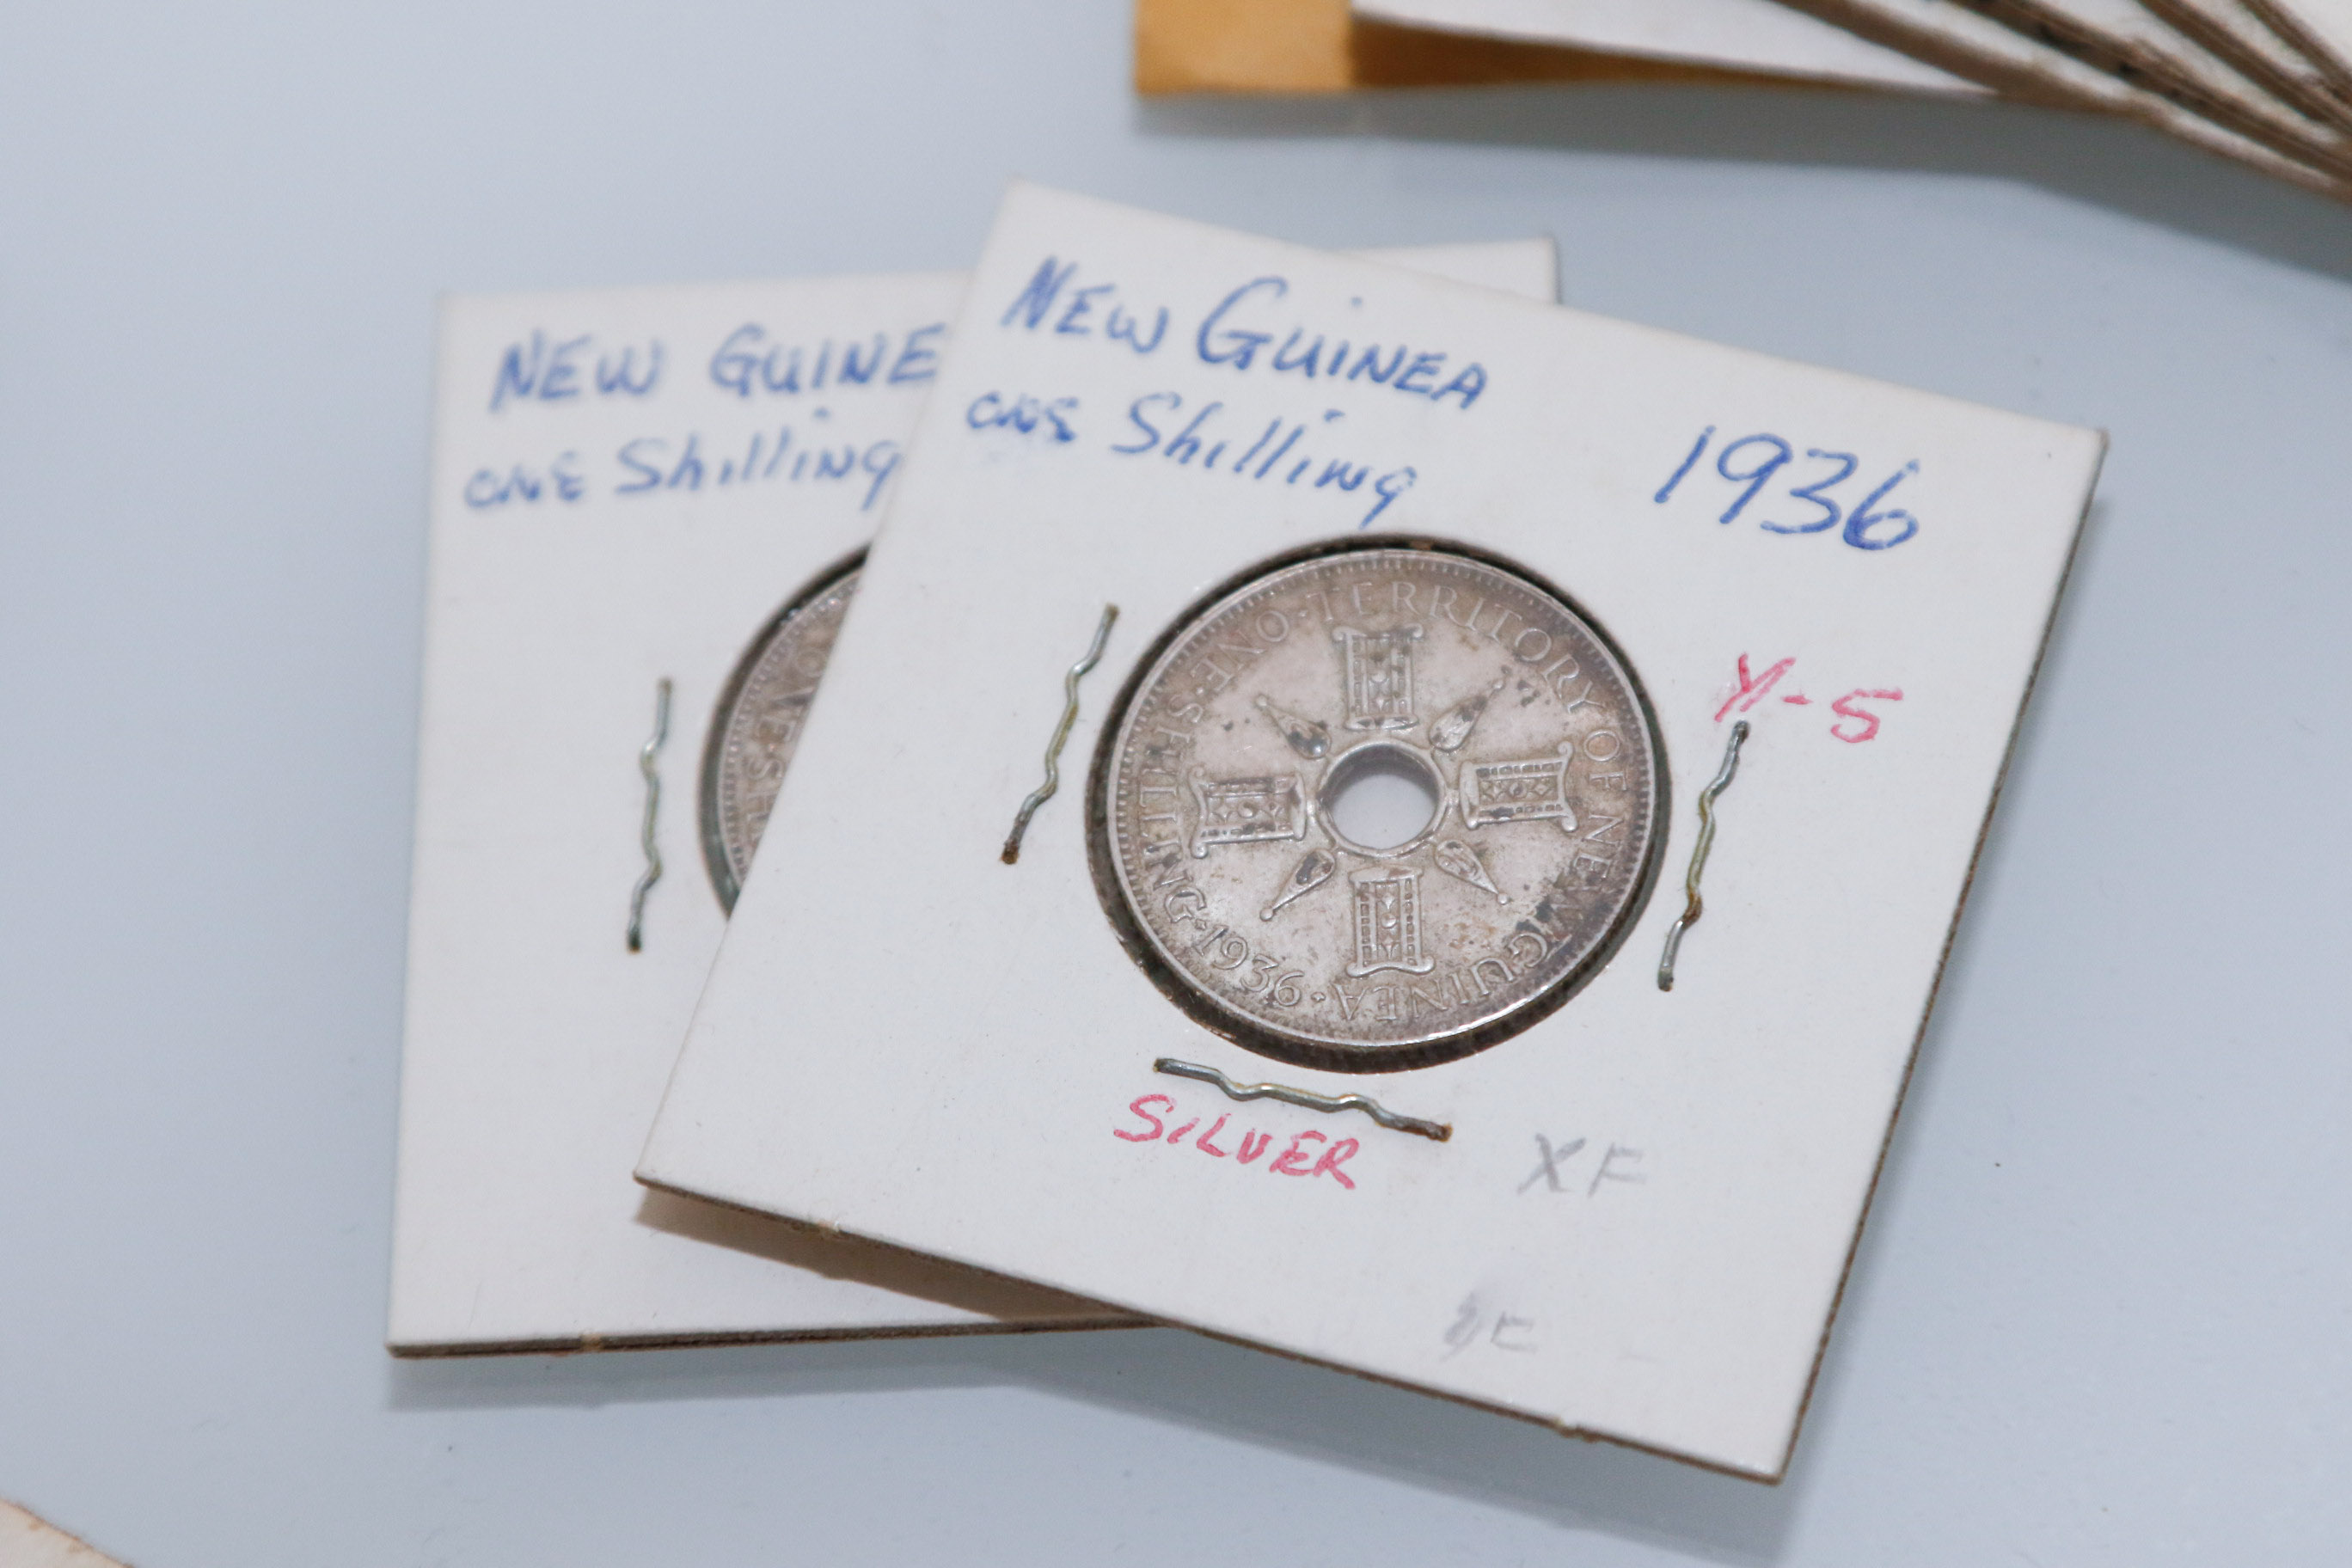 NEW GUINE
ONE Shilling
NEW GUINEA
ONE Shilling
1936
Y-5
TERRITORY OF NEW GUINEA · 1936 · ONE · SHILLING ·
ONE · SH
SILVER
XF